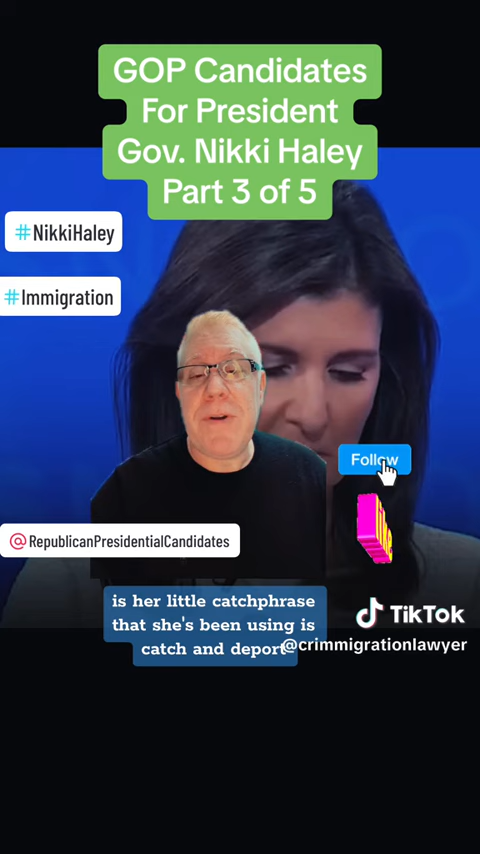 GOP Candidates
For President
Gov. Nikki Haley
Part 3 of 5
#NikkiHaley
#Immigration
Follow
like
@RepublicanPresidentialCandidates
is her little catchphrase
that she's been using is
catch and deport
TikTok
@crimmigrationlawyer